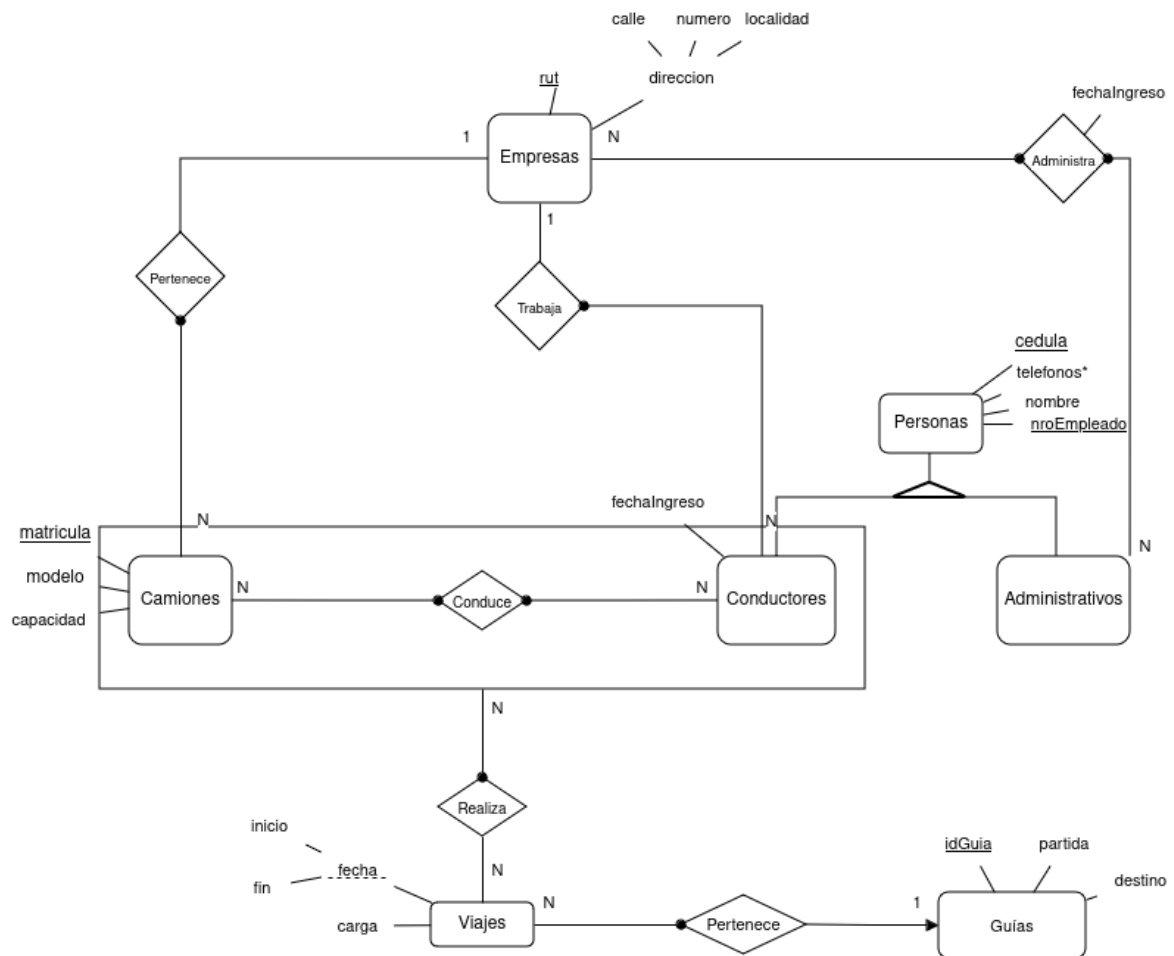 calle numero localidad
rut
direccion
fechaIngreso
1
Empresas
N
Administra
1
Pertenece
Trabaja
cedula
telefonos*
nombre
Personas
nroEmpleado
fechaIngreso
N
N
matricula
N
modelo
Camiones
N
Conduce
N
Conductores
Administrativos
capacidad
N
Realiza
inicio
idGuia
partida
fecha
N
destino
fin
N
1
carga
Viajes
Pertenece
Guías